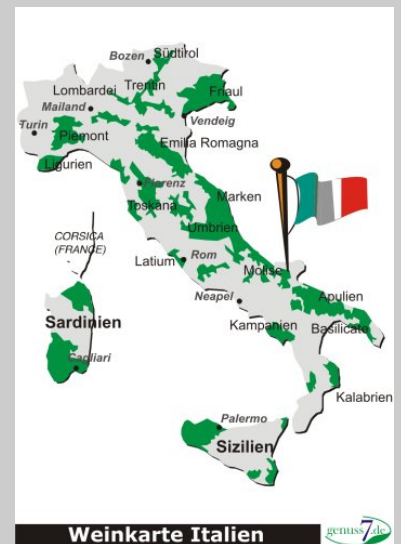 Bozen
Südtirol
Lombardei
Trentin
Friaul
Mailand
Turin
Vendeig
Piemont
Emilia Romagna
Ligurien
Florenz
Toskana
Marken
Umbrien
CORSICA
(FRANCE)
Latium
Rom
Molise
Neapel
Apulien
Sardinien
Kampanien
Basilicate
Cagliari
Kalabrien
Palermo
Sizilien
Weinkarte Italien
genuss7.de